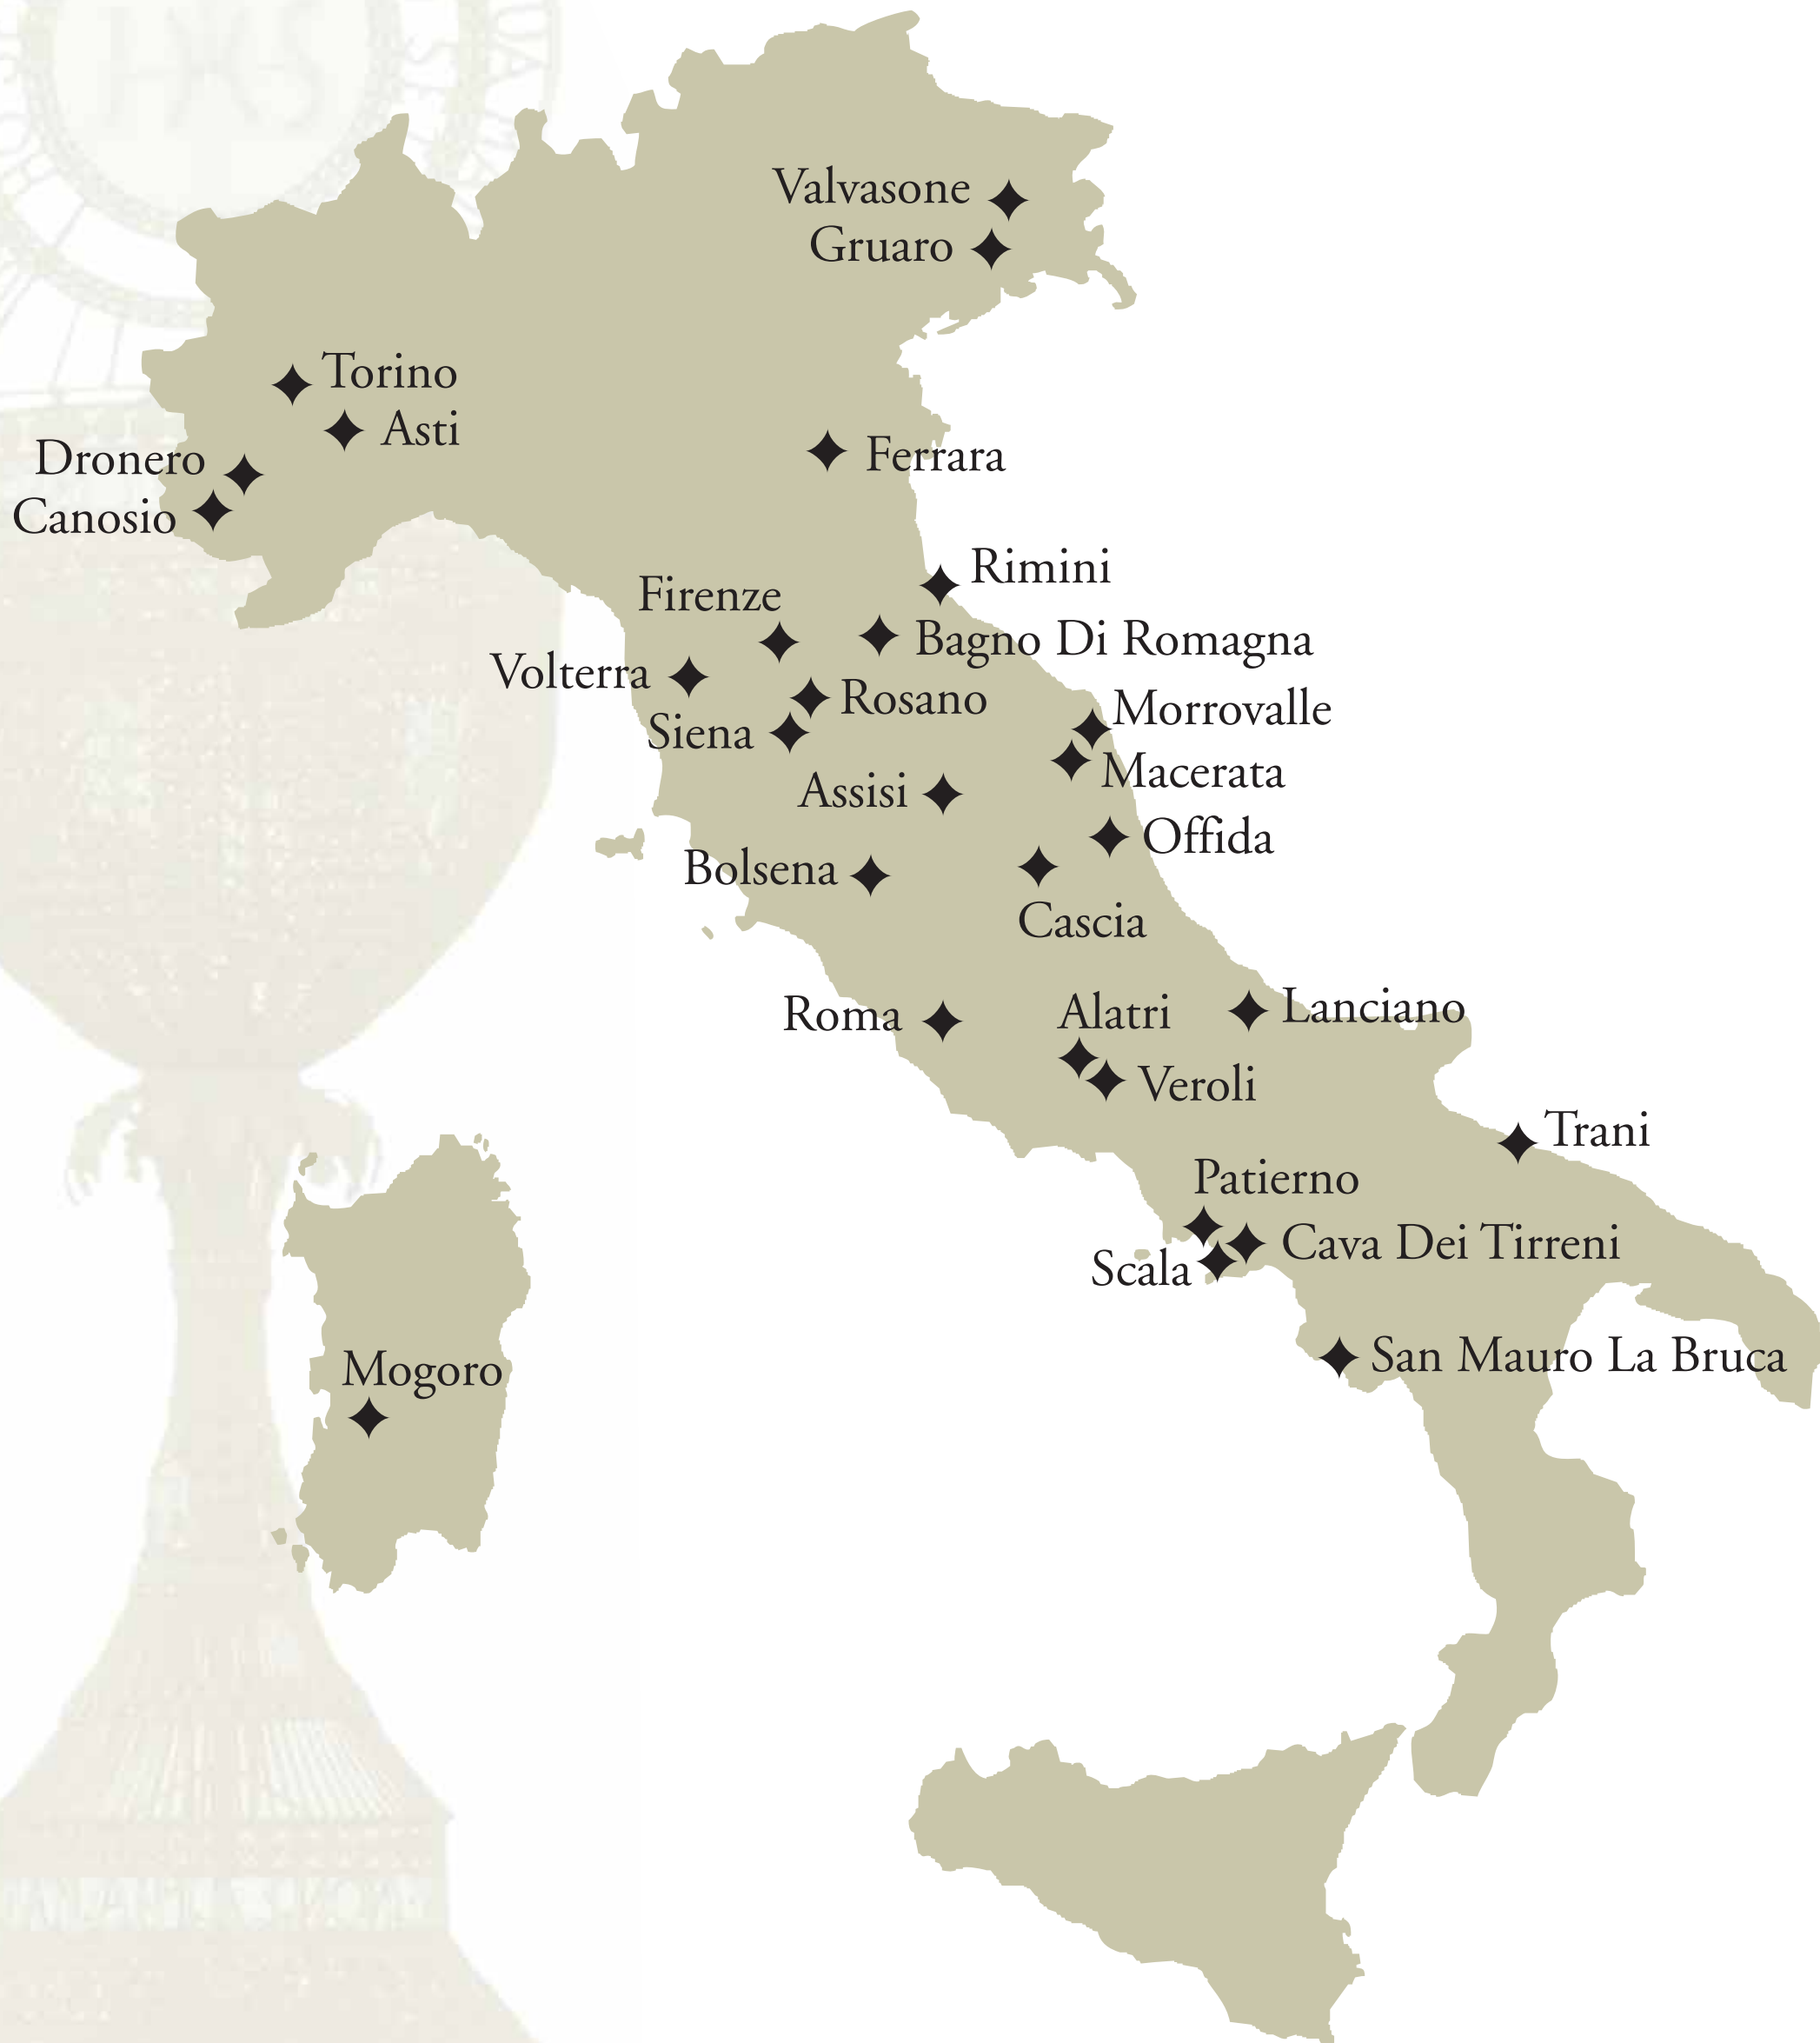 Valvasone
Gruaro
Torino
Asti
Dronero
Canosio
Ferrara
Rimini
Firenze
Bagno Di Romagna
Volterra
Rosano
Siena
Morrovalle
Macerata
Assisi
Offida
Bolsena
Cascia
Roma
Alatri
Lanciano
Veroli
Trani
Patierno
Cava Dei Tirreni
Scala
San Mauro La Bruca
Mogoro